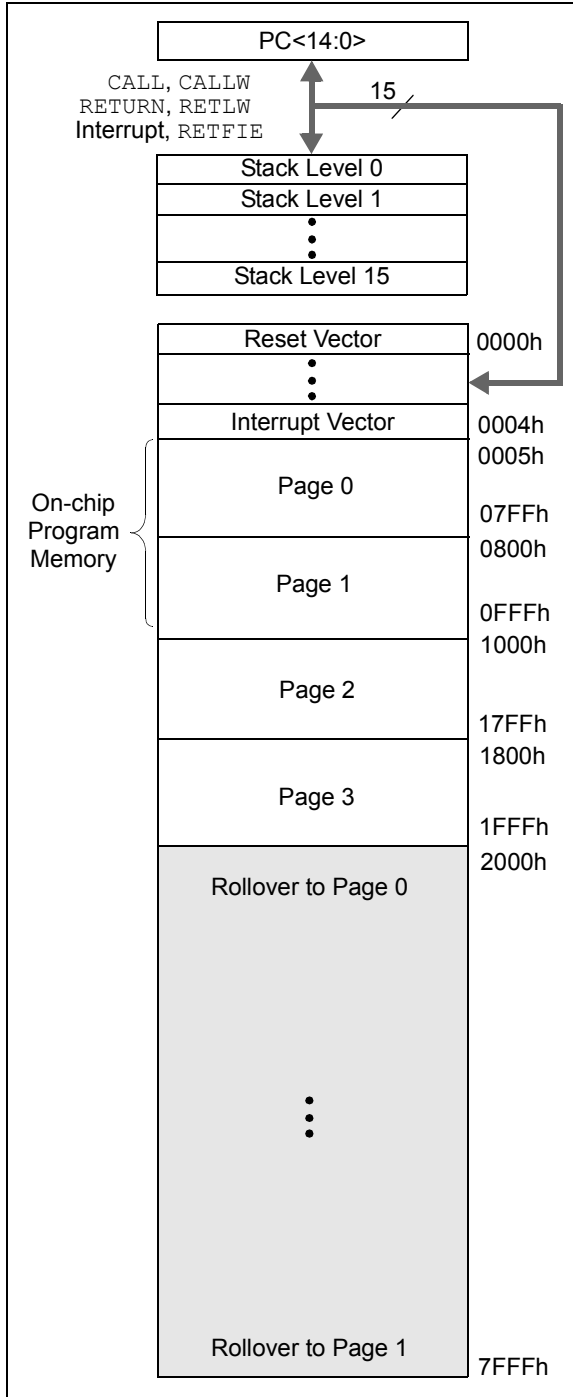 PC<14:0>
CALL, CALLW
RETURN, RETLW
Interrupt, RETFIE
15
Stack Level 0
Stack Level 1
Stack Level 15
Reset Vector
0000h
Interrupt Vector
0004h
On-chip
Program
Memory
0005h
Page 0
07FFh
0800h
Page 1
0FFFh
1000h
Page 2
17FFh
1800h
Page 3
1FFFh
2000h
Rollover to Page 0
Rollover to Page 1
7FFFh